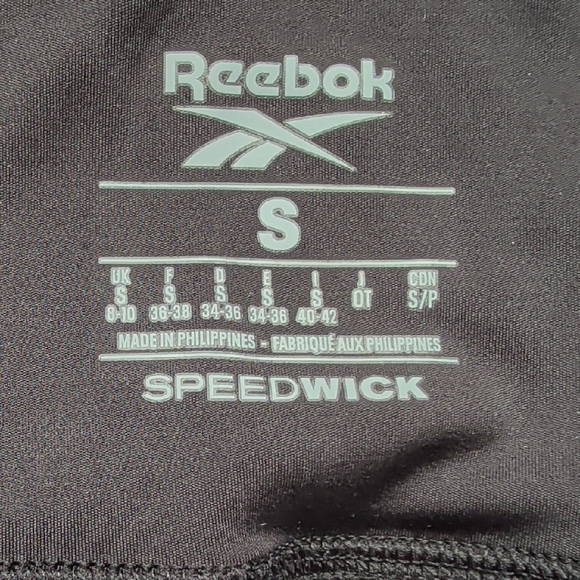 Reebok
S
UK F D E I J CDN
S S S S S OT S/P
8-10 36-38 34-36 34-36 40-42
MADE IN PHILIPPINES - FABRIQUÉ AUX PHILIPPINES
SPEEDWICK